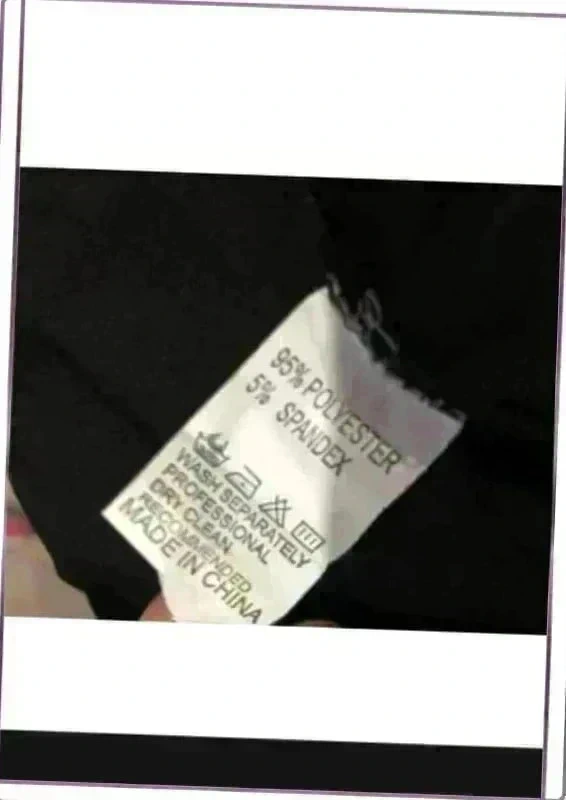 95% POLYESTER
5% SPANDEX
WASH SEPARATELY
PROFESSIONAL
DRY CLEAN
RECOMMENDED
MADE IN CHINA